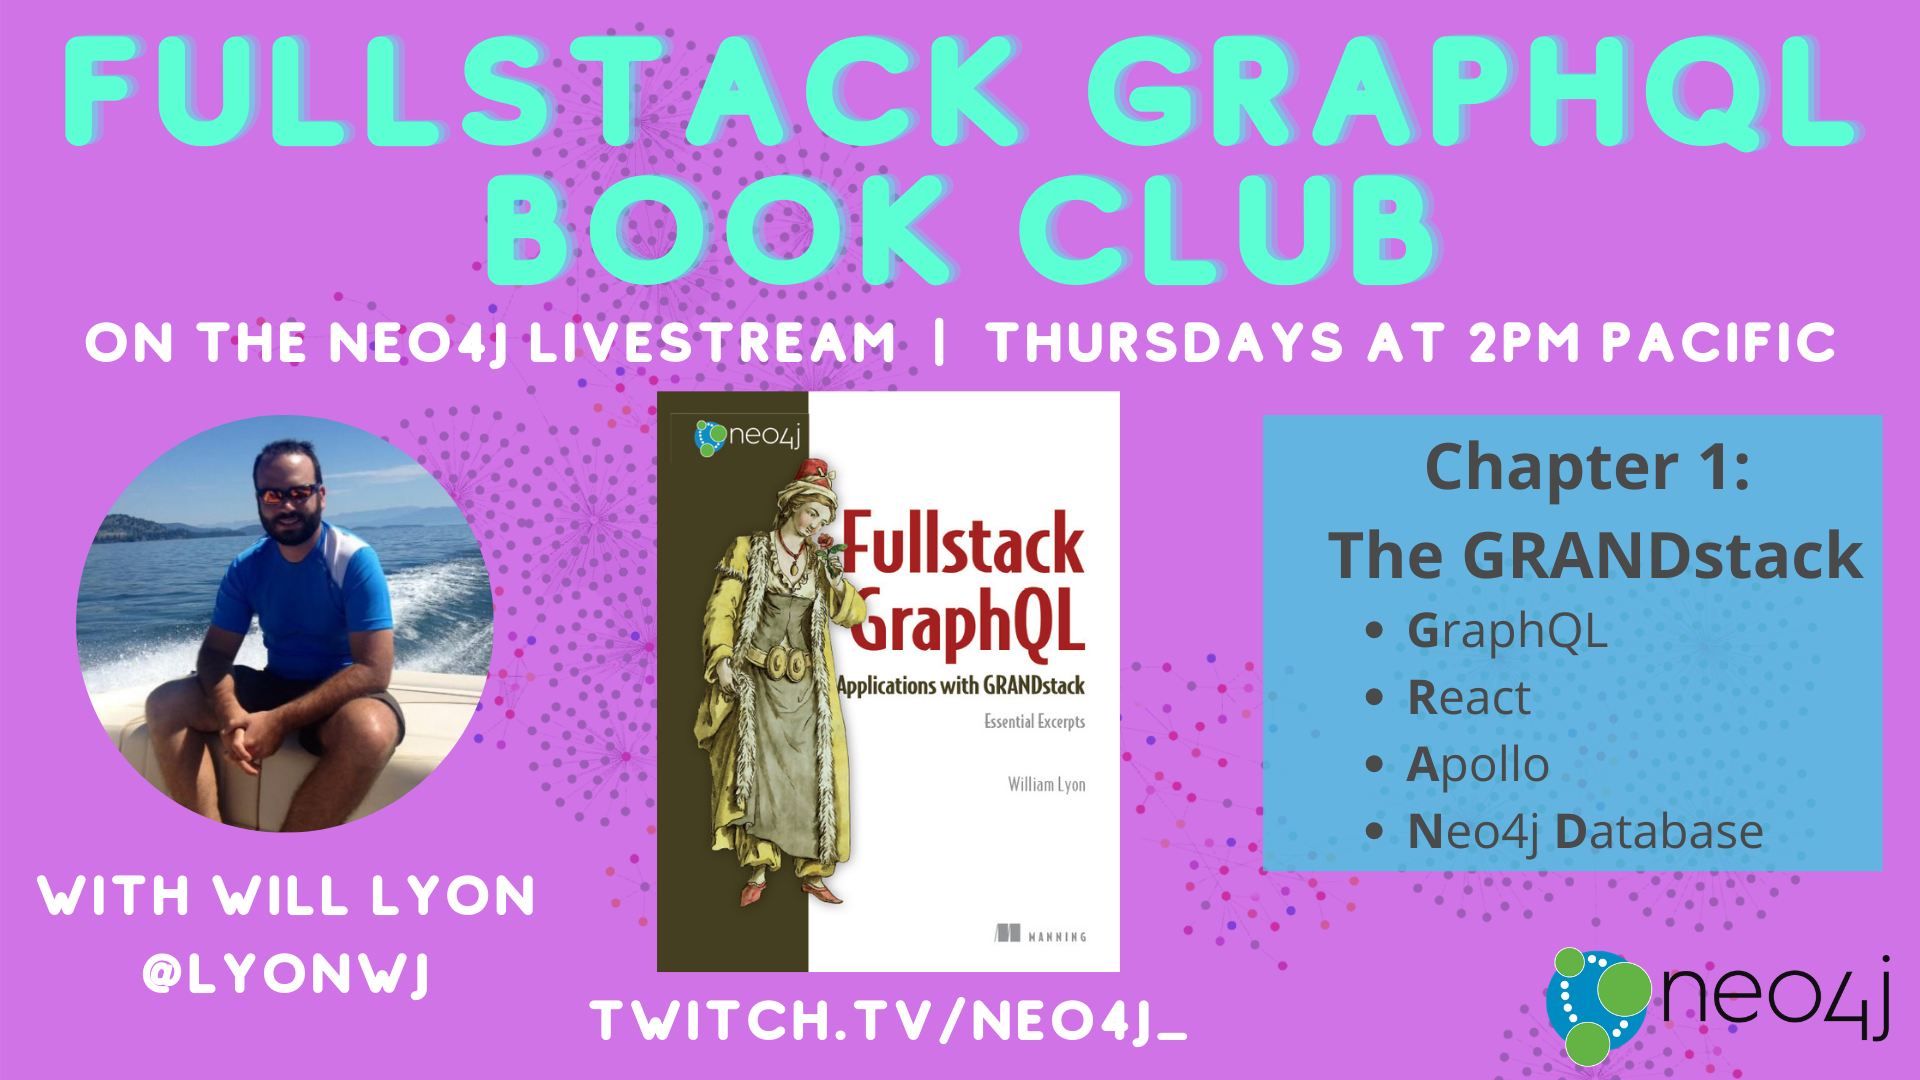 FULLSTACK GRAPHQL
BOOK CLUB
ON THE NEO4J LIVESTREAM | THURSDAYS AT 2PM PACIFIC
neo4j
Fullstack
GraphQL
Applications with GRANDstack
Essential Excerpts
William Lyon
MANNING
Chapter 1:
The GRANDstack
• GraphQL
• React
• Apollo
• Neo4j Database
WITH WILL LYON
@LYONWJ
TWITCH.TV/NEO4J_
neo4j